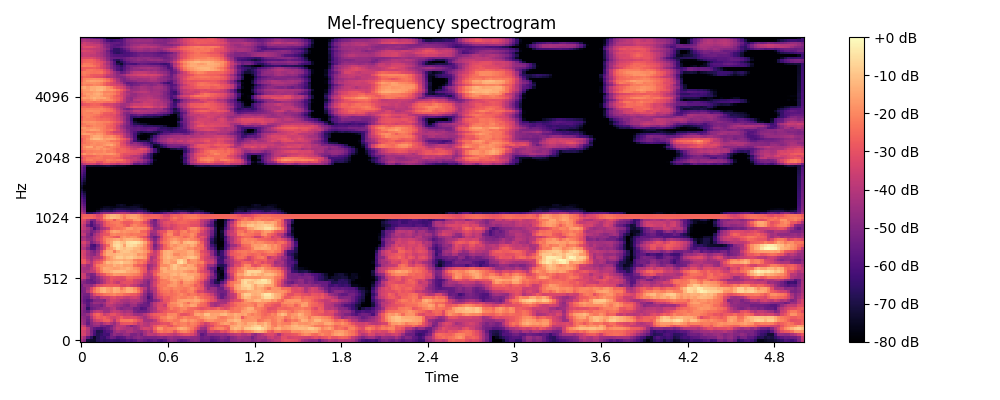 Mel-frequency spectrogram
+0 dB
-10 dB
-20 dB
-30 dB
-40 dB
-50 dB
-60 dB
-70 dB
-80 dB
Hz
4096
2048
1024
512
0
0 0.6 1.2 1.8 2.4 3 3.6 4.2 4.8
Time